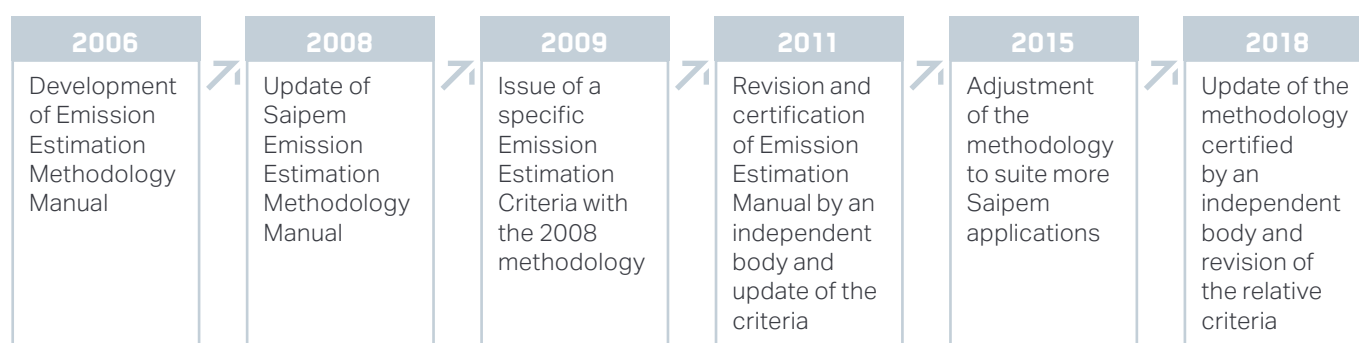 2006
Development
of Emission
Estimation
Methodology
Manual
2008
Update of
Saipem
Emission
Estimation
Methodology
Manual
2009
Issue of a
specific
Emission
Estimation
Criteria with
the 2008
methodology
2011
Revision and
certification
of Emission
Estimation
Manual by an
independent
body and
update of the
criteria
2015
Adjustment
of the
methodology
to suite more
Saipem
applications
2018
Update of the
methodology
certified
by an
independent
body and
revision of
the relative
criteria